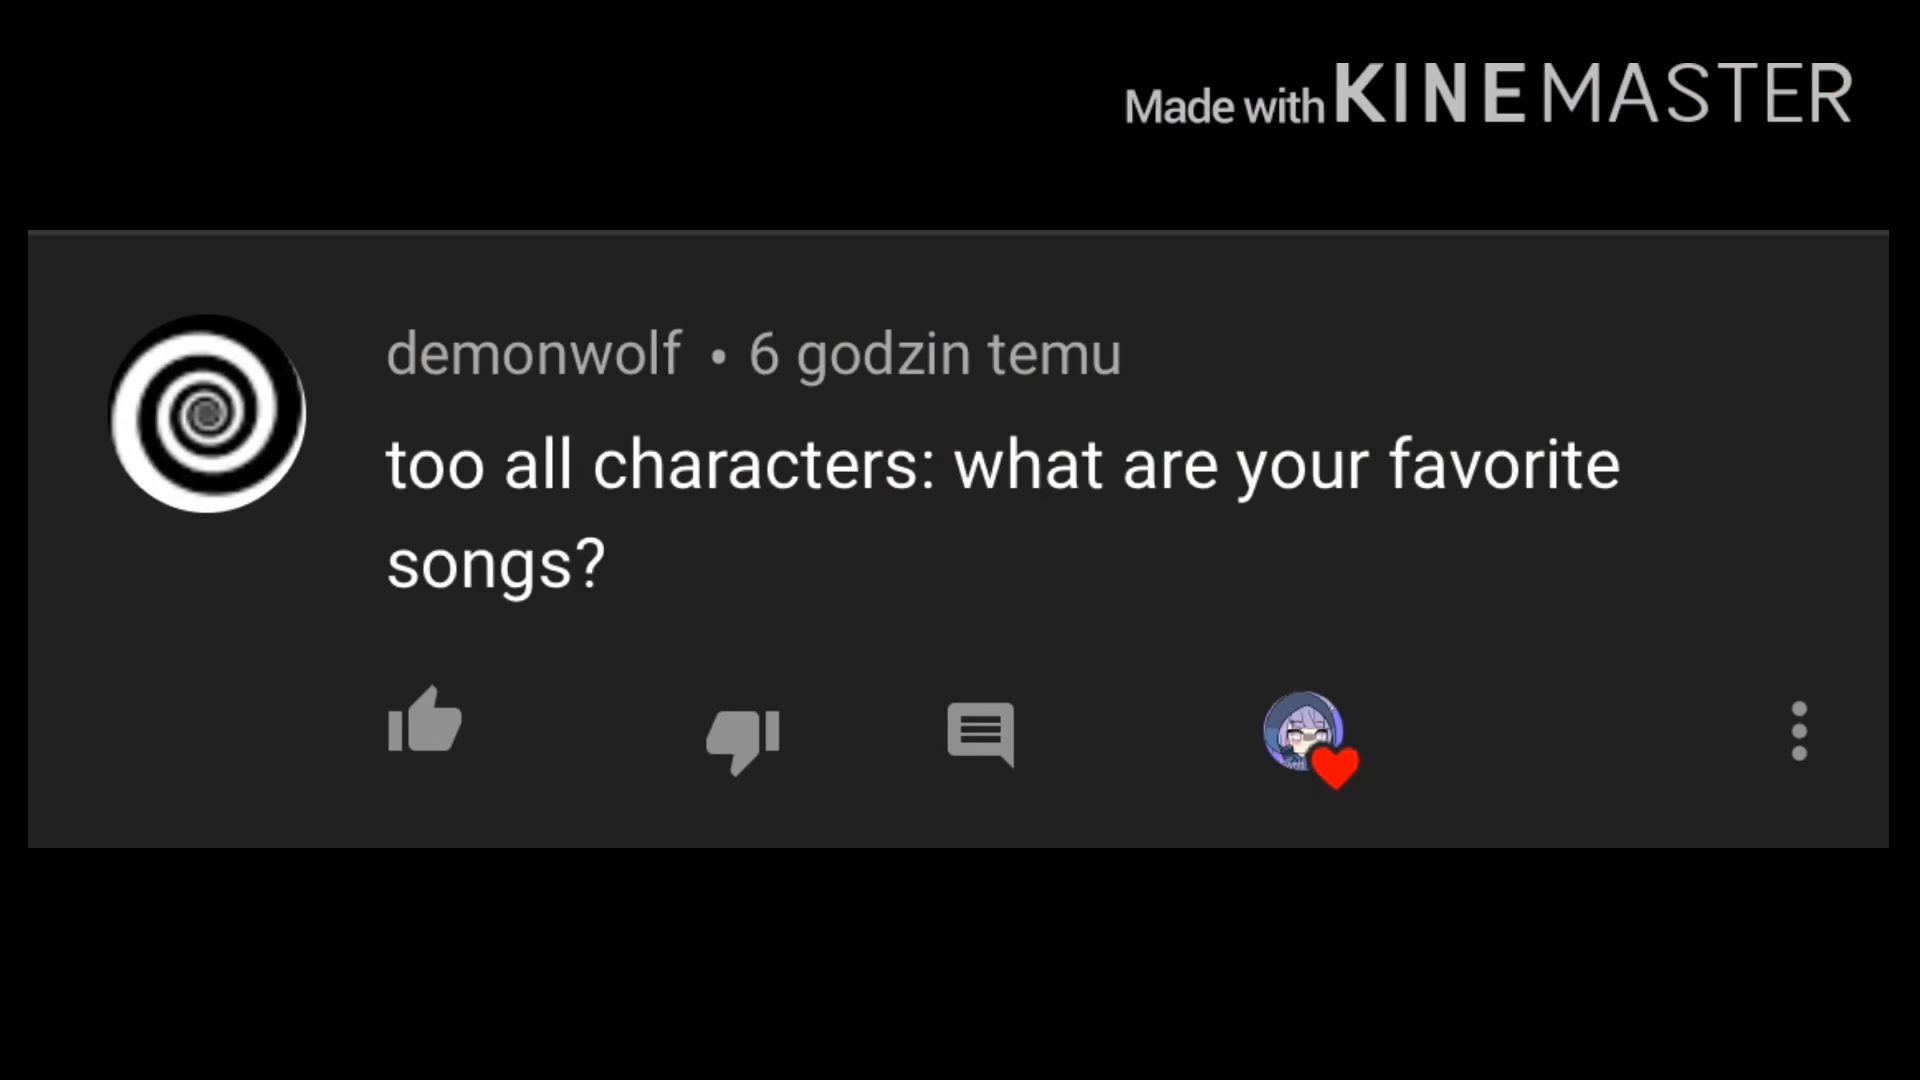 Made with KINEMASTER
demonwolf • 6 godzin temu
too all characters: what are your favorite
songs?